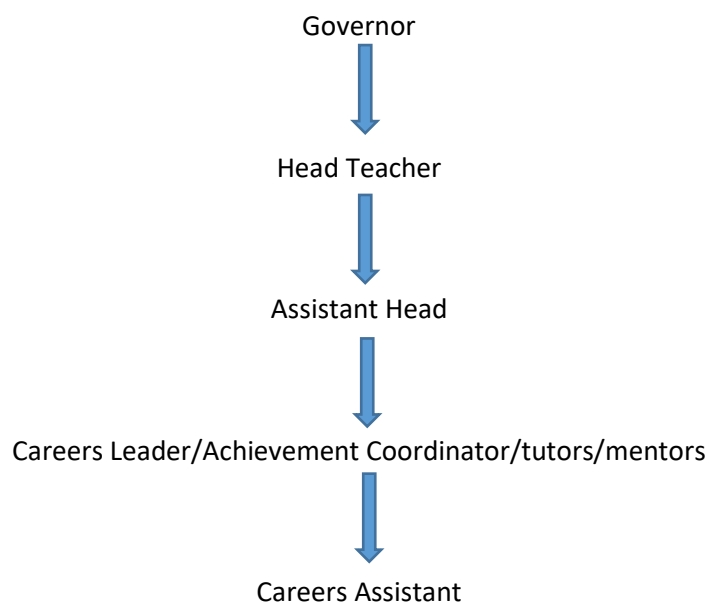 Governor
Head Teacher
Assistant Head
Careers Leader/Achievement Coordinator/tutors/mentors
Careers Assistant